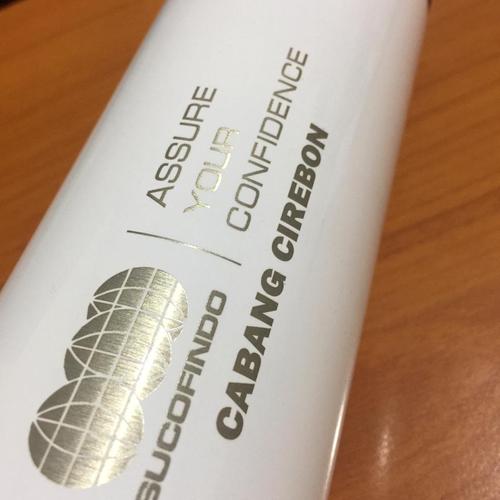 SUCOFINDO
ASSURE
YOUR
CONFIDENCE
CABANG CIREBON